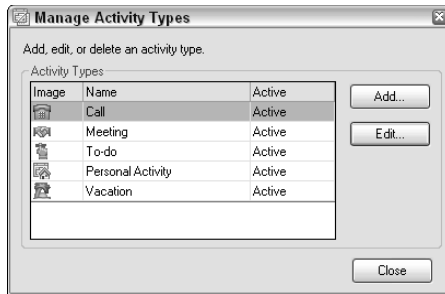 Manage Activity Types
Add, edit, or delete an activity type.
Activity Types
Image Name Active
Call Active
Meeting Active
To-do Active
Personal Activity Active
Vacation Active
Add...
Edit...
Close